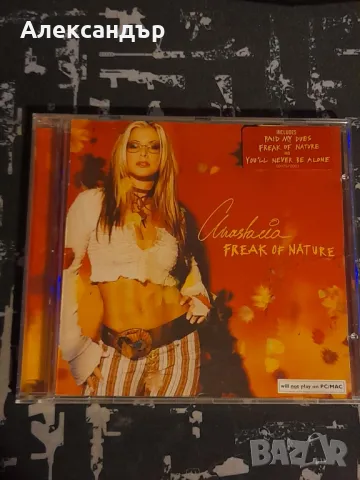 Александър
INCLUDES
PAID MY DUES
FREAK OF NATURE
AND
YOU'LL NEVER BE ALONE
Anastacia
FREAK OF NATURE
will not play on PC/MAC
BAZAR